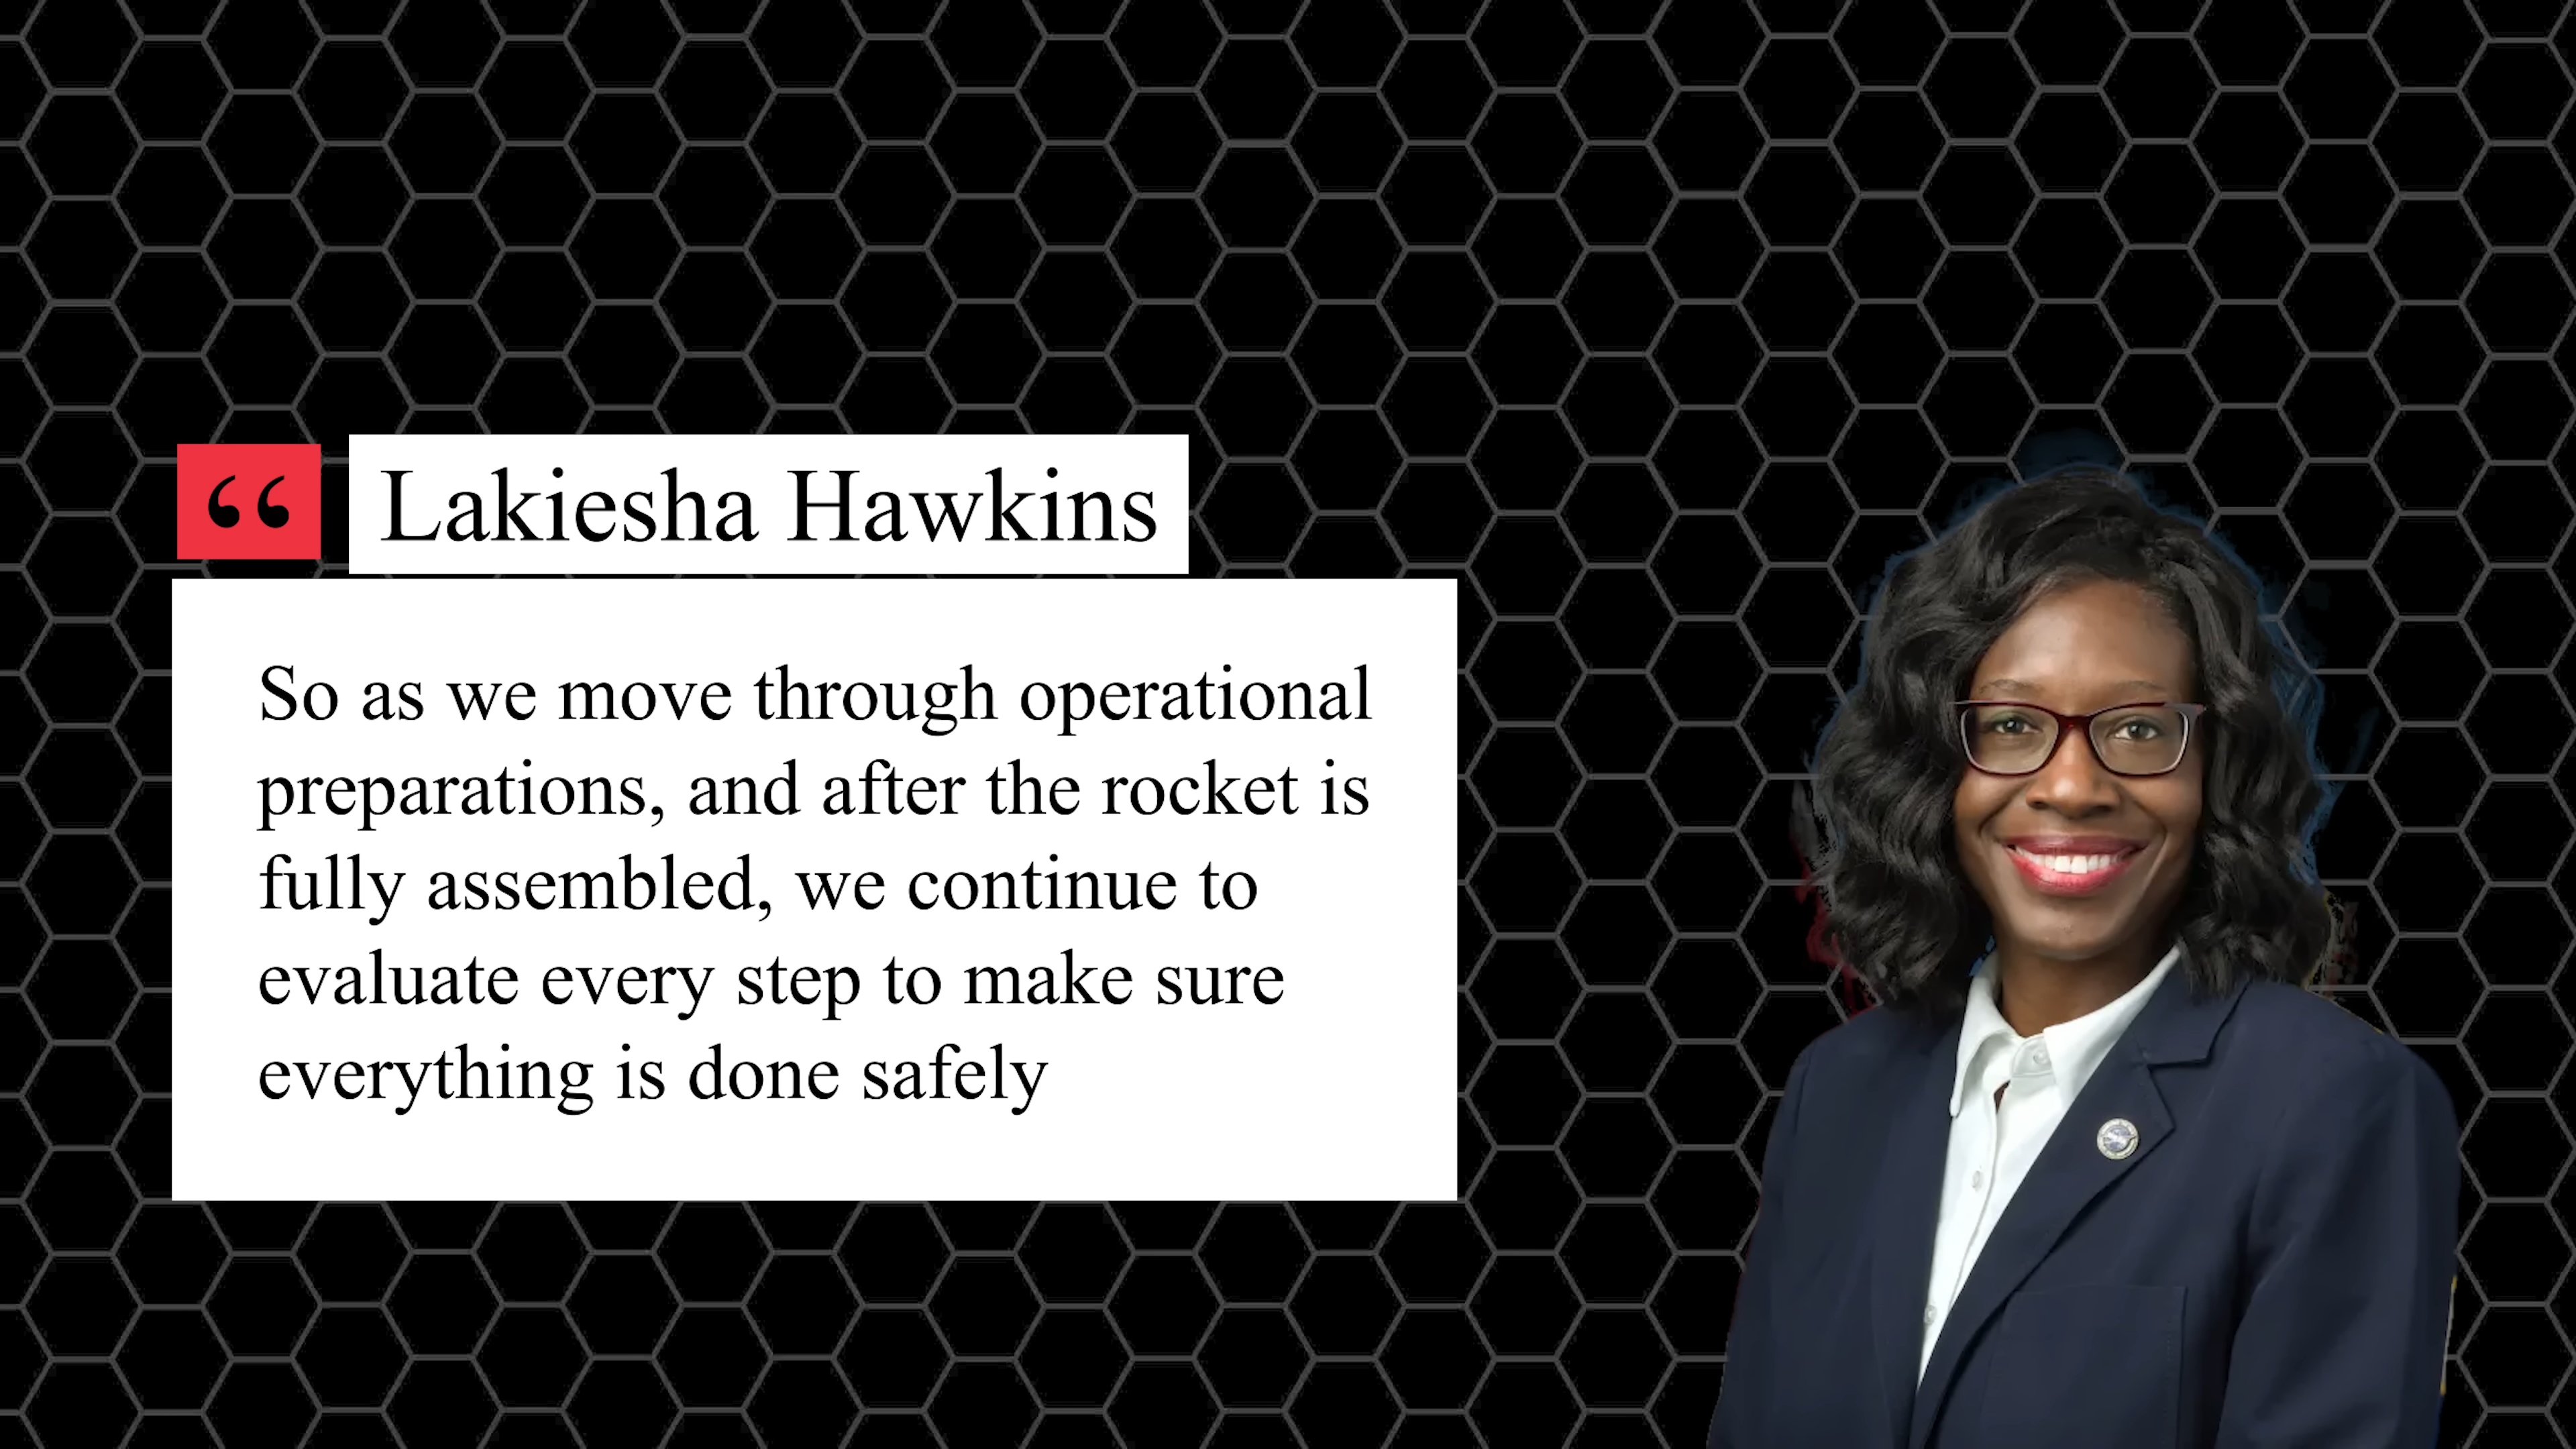 “ Lakiesha Hawkins
So as we move through operational
preparations, and after the rocket is
fully assembled, we continue to
evaluate every step to make sure
everything is done safely